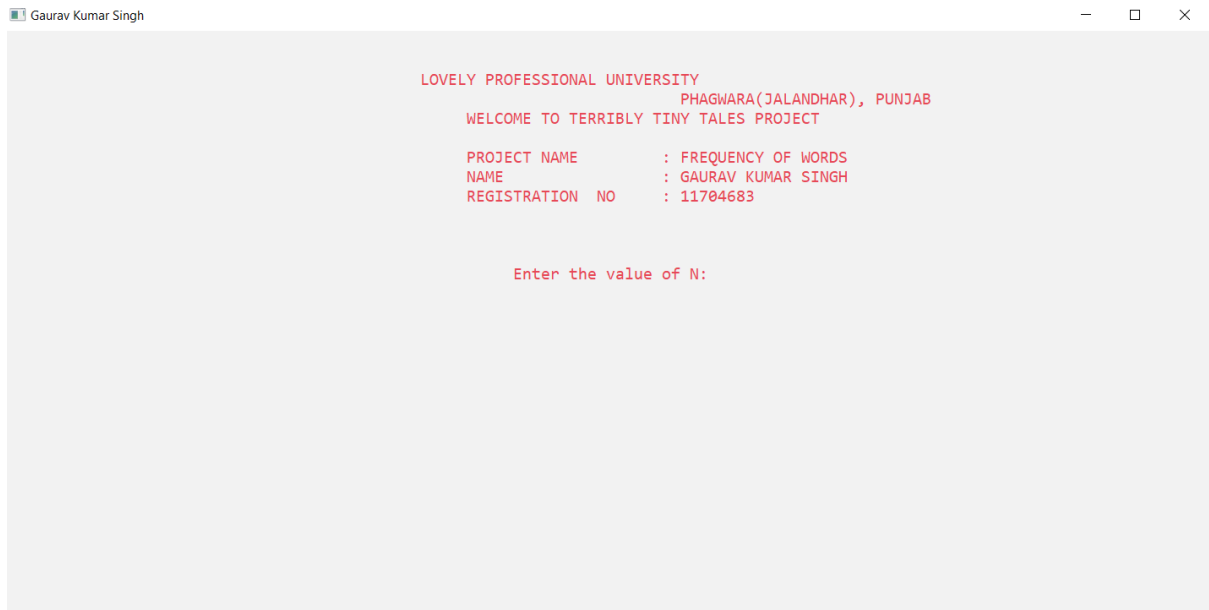 Gaurav Kumar Singh
LOVELY PROFESSIONAL UNIVERSITY
PHAGWARA(JALANDHAR), PUNJAB
WELCOME TO TERRIBLY TINY TALES PROJECT
PROJECT NAME : FREQUENCY OF WORDS
NAME : GAURAV KUMAR SINGH
REGISTRATION NO : 11704683
Enter the value of N: